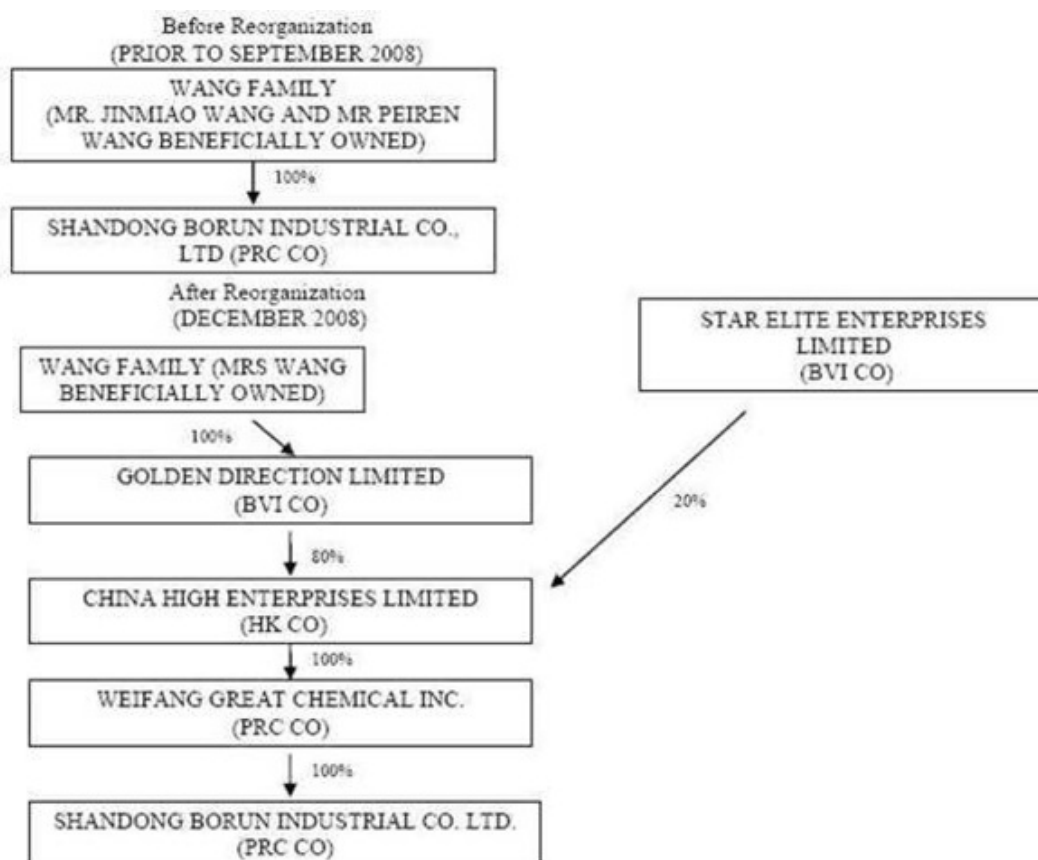 Before Reorganization
(PRIOR TO SEPTEMBER 2008)
WANG FAMILY
(MR. JINMIAO WANG AND MR PEIREN
WANG BENEFICIALLY OWNED)
100%
SHANDONG BORUN INDUSTRIAL CO.,
LTD (PRC CO)
After Reorganization
(DECEMBER 2008)
STAR ELITE ENTERPRISES
LIMITED
(BVI CO)
WANG FAMILY (MRS WANG
BENEFICIALLY OWNED)
100%
GOLDEN DIRECTION LIMITED
(BVI CO)
20%
80%
CHINA HIGH ENTERPRISES LIMITED
(HK CO)
100%
WEIFANG GREAT CHEMICAL INC.
(PRC CO)
100%
SHANDONG BORUN INDUSTRIAL CO. LTD.
(PRC CO)